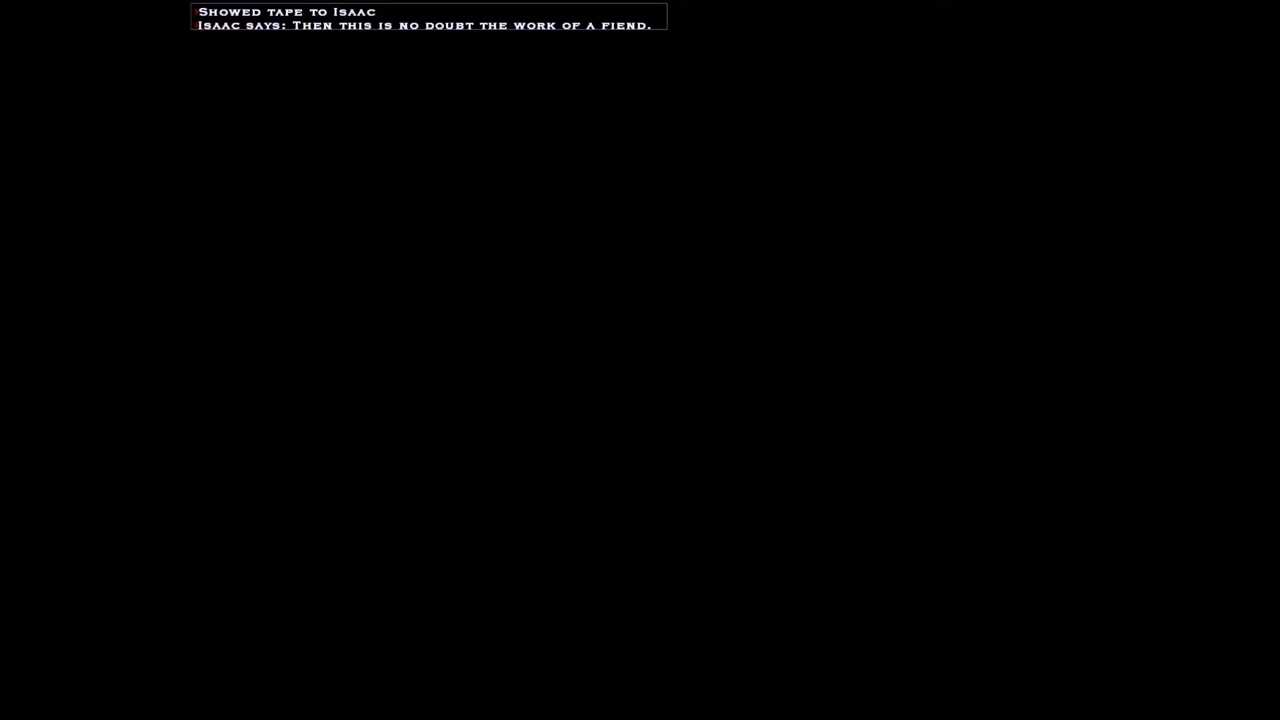 Showed tape to Isaac
Isaac says: Then this is no doubt the work of a fiend.